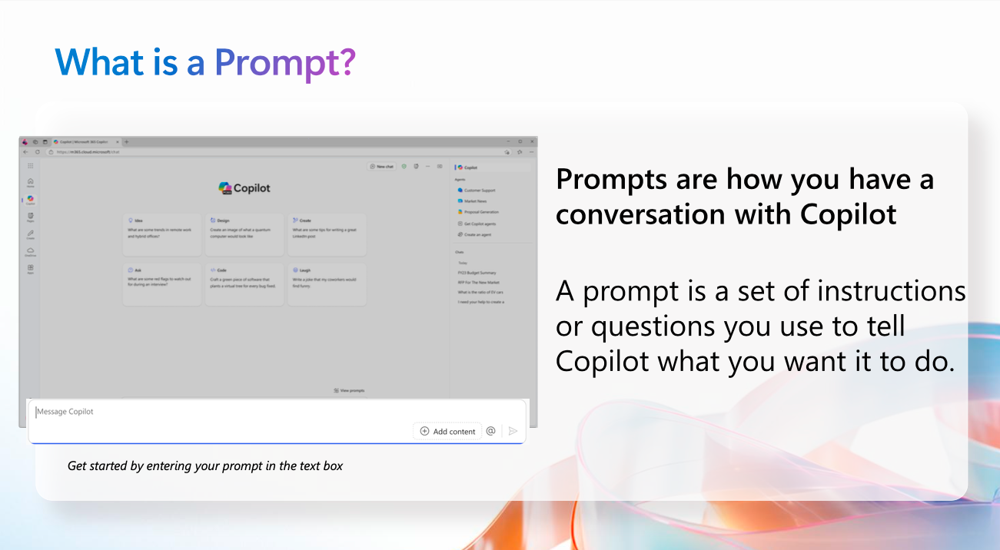 What is a Prompt?
Copilot | Microsoft 365 Copilot
https://m365.cloud.microsoft/chat
New chat
Copilot
Home
Copilot
Pages
Create
OneDrive
Apps
Idea
What are some trends in remote work
and hybrid offices?
Design
Create an image of what a quantum
computer would look like
Create
What are some tips for writing a great
LinkedIn post
Ask
What are some red flags to watch out
for during an interview?
Code
Craft a green piece of software that
plants a virtual tree for every bug fixed.
Laugh
Write a joke that my coworkers would
find funny.
Copilot
Agents
Customer Support
Market News
Proposal Generation
Get Copilot agents
Create an agent
Chats
Today
FY23 Budget Summary
RFP For The New Market
What is the ratio of EV cars
I need your help to create a
View prompts
Message Copilot
Add content
Get started by entering your prompt in the text box
Prompts are how you have a
conversation with Copilot
A prompt is a set of instructions
or questions you use to tell
Copilot what you want it to do.